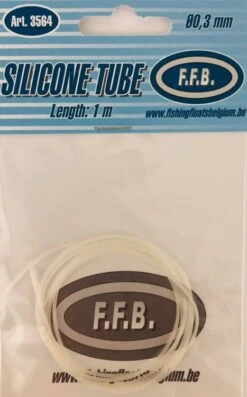 Art. 3564
Ø0,3 mm
SILICONE TUBE
F.F.B.
Length: 1 m
www.fishingfloatsbelgium.be
F.F.B.